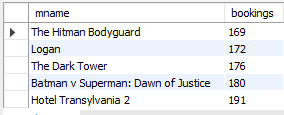 mname bookings
The Hitman Bodyguard 169
Logan 172
The Dark Tower 176
Batman v Superman: Dawn of Justice 180
Hotel Transylvania 2 191